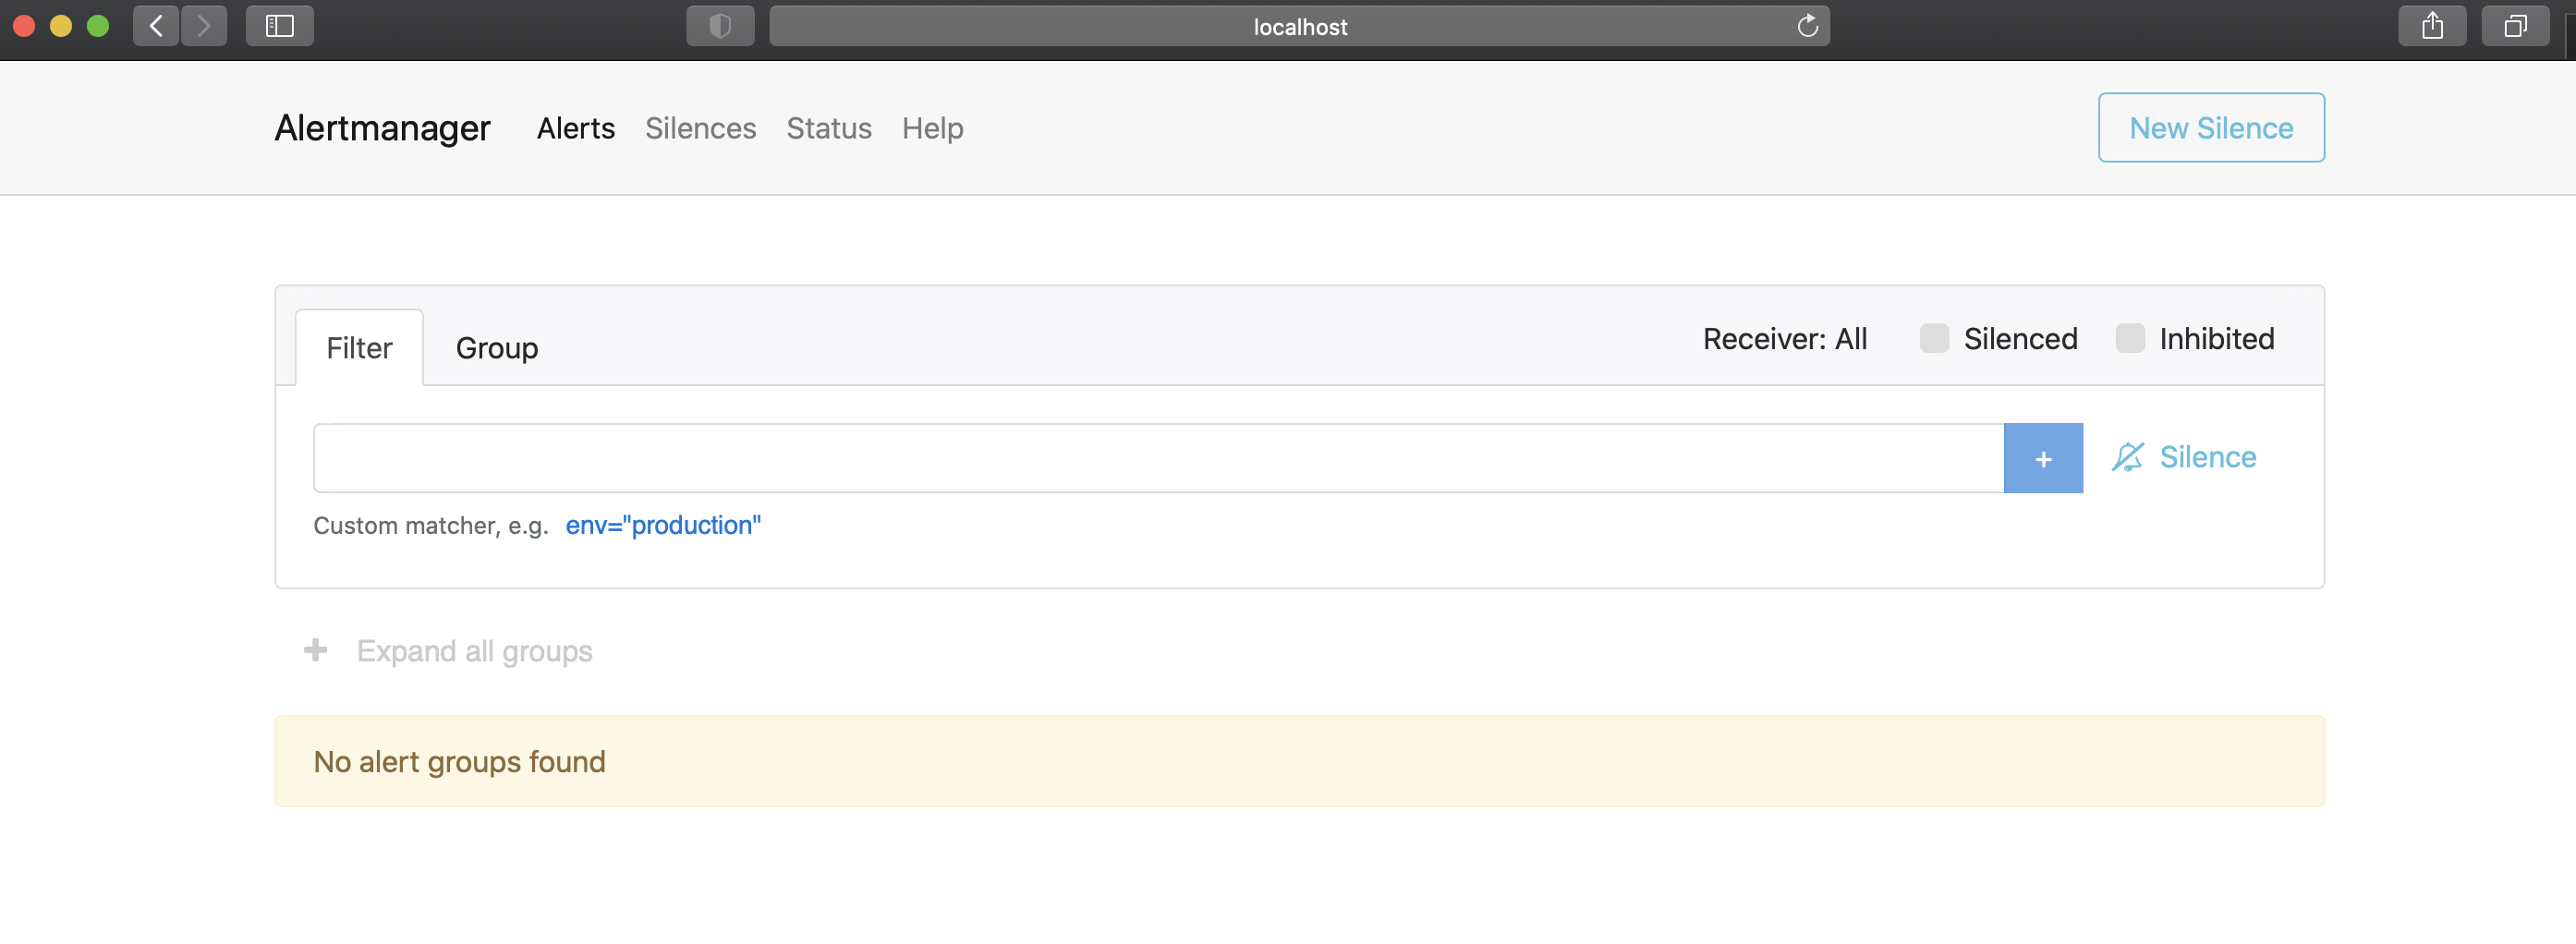 localhost
Alertmanager Alerts Silences Status Help New Silence
Filter Group Receiver: All Silenced Inhibited
+ Silence
Custom matcher, e.g. env="production"
+ Expand all groups
No alert groups found